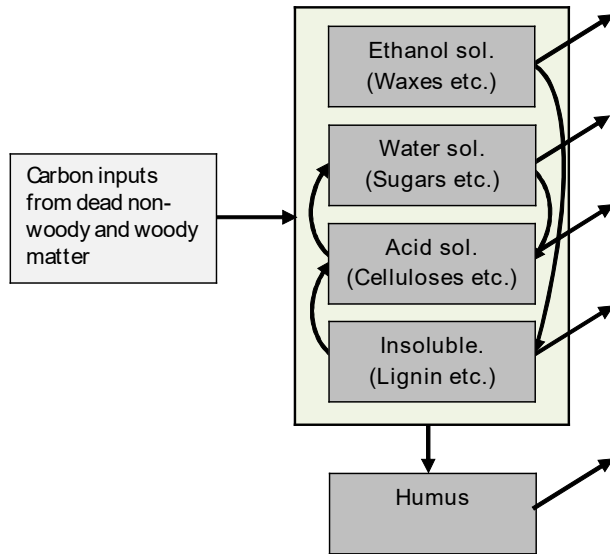 Ethanol sol.
(Waxes etc.)
Water sol.
(Sugars etc.)
Carbon inputs
from dead non-
woody and woody
matter
Acid sol.
(Celluloses etc.)
Insoluble.
(Lignin etc.)
Humus